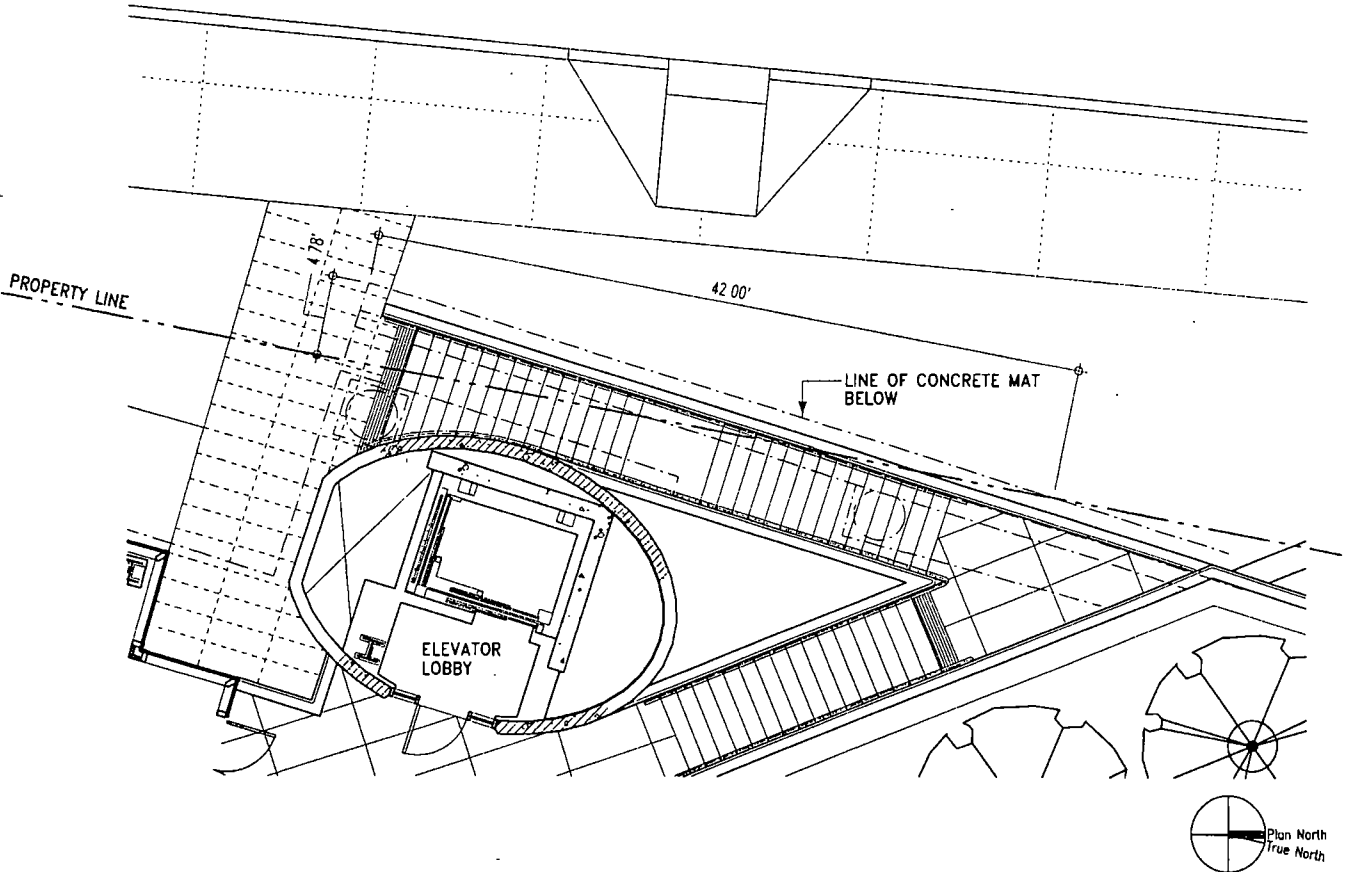 4.78'
PROPERTY LINE
42 00'
LINE OF CONCRETE MAT
BELOW
ELEVATOR
LOBBY
Plan North
True North